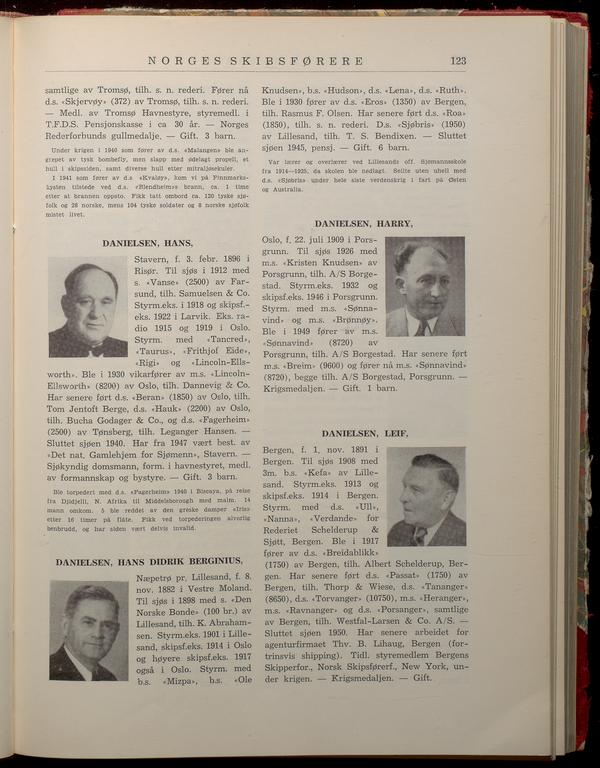 NORGES SKIBSFØRERE 123
samtlige av Tromsø, tilh. s. n. rederi. Fører nå
d.s. «Skjervøy» (372) av Tromsø, tilh. s. n. rederi.
— Medl. av Tromsø Havnestyre, styremedl. i
T.F.D.S. Pensjonskasse i ca 30 år. — Norges
Rederforbunds gullmedalje. — Gift. 3 barn.
Under krigen i 1940 som fører av d.s. «Malangen» ble an-
grepet av tysk bombefly, men slapp med ødelagt propell, et
hull i skipssiden, samt diverse hull etter mitraljøsekuler.
I 1941 som fører av d.s «Kvaløy», kom vi på Finnmarks-
kysten tilstede ved d.s. «Blendheim»s brann, ca. 1 time
etter at brannen oppsto. Fikk tatt ombord ca. 120 tyske sjø-
folk og 28 norske, mens 104 tyske soldater og 8 norske sjøfolk
mistet livet.
DANIELSEN, HANS,
Stavern, f. 3. febr. 1896 i
Risør. Til sjøs i 1912 med
s. «Vanse» (2500) av Far-
sund, tilh. Samuelsen & Co.
Styrm.eks. i 1918 og skipsf.-
eks. 1922 i Larvik. Eks. ra-
dio 1915 og 1919 i Oslo.
Styrm. med «Tancred»,
«Taurus», «Frithjof Eide»,
«Rigi» og «Lincoln-Ells-
worth». Ble i 1930 vikarfører av m.s. «Lincoln-
Ellsworth» (8200) av Oslo, tilh. Dannevig & Co.
Har senere ført d.s. «Beran» (1850) av Oslo, tilh.
Tom Jentoft Berge, d.s. «Hauk» (2200) av Oslo,
tilh. Bucha Godager & Co., og d.s. «Fagerheim»
(2500) av Tønsberg, tilh. Leganger Hansen. —
Sluttet sjøen 1940. Har fra 1947 vært best. av
«Det nat. Gamlehjem for Sjømenn», Stavern. —
Sjøkyndig domsmann, form. i havnestyret, medl.
av formannskap og bystyre. — Gift. 3 barn.
Ble torpedert med d.s. «Fagerheim» 1940 i Biscaya, på reise
fra Djidjelli, N. Afrika til Middelsborough med malm. 14
mann omkom. 5 ble reddet av den greske damper «Iris»
etter 16 timer på flåte. Fikk ved torpederingen alvorlig
benbrudd, og har siden vært delvis invalid.
DANIELSEN, HANS DIDRIK BERGINIUS,
Næpetrø pr. Lillesand, f. 8.
nov. 1882 i Vestre Moland.
Til sjøs i 1898 med s. «Den
Norske Bonde» (100 br.) av
Lillesand, tilh. K. Abraham-
sen. Styrm.eks. 1901 i Lille-
sand, skipsf.eks. 1914 i Oslo
og høyere skipsf.eks. 1917
også i Oslo. Styrm. med
b.s. «Mizpa», b.s. «Ole
Knudsen», b.s. «Hudson», d.s. «Lena», d.s. «Ruth».
Ble i 1930 fører av d.s. «Eros» (1350) av Bergen,
tilh. Rasmus F. Olsen. Har senere ført d.s. «Roa»
(1850), tilh. s. n. rederi. D.s. «Sjøbris» (1950)
av Lillesand, tilh. T. S. Bendixen. — Sluttet
sjøen 1945, pensj. — Gift. 6 barn.
Var lærer og overlærer ved Lillesands off. Sjømannsskole
fra 1914—1925, da skolen ble nedlagt. Seilte uten uhell med
d.s. «Sjøbris» under hele siste verdenskrig i fart på Østen
og Australia.
DANIELSEN, HARRY,
Oslo, f. 22. juli 1909 i Pors-
grunn. Til sjøs 1926 med
m.s. «Kristen Knudsen» av
Porsgrunn, tilh. A/S Borge-
stad. Styrm.eks. 1932 og
skipsf.eks. 1946 i Porsgrunn.
Styrm. med m.s. «Sønna-
vind» og m.s. «Brønnøy».
Ble i 1949 fører av m.s.
«Sønnavind» (8720) av
Porsgrunn, tilh. A/S Borgestad. Har senere ført
m.s. «Breim» (9600) og fører nå m.s. «Sønnavind»
(8720), begge tilh. A/S Borgestad, Porsgrunn. —
Krigsmedaljen. — Gift. 1 barn.
DANIELSEN, LEIF,
Bergen, f. 1. nov. 1891 i
Bergen. Til sjøs 1908 med
3m. b.s. «Kefa» av Lille-
sand. Styrm.eks. 1913 og
skipsf.eks. 1914 i Bergen.
Styrm. med d.s. «Ull»,
«Nanna», «Verdande» for
Rederiet Schelderup &
Sjøtt, Bergen. Ble i 1917
fører av d.s. «Breidablikk»
(1750) av Bergen, tilh. Albert Schelderup, Ber-
gen. Har senere ført d.s. «Passat» (1750) av
Bergen, tilh. Thorp & Wiese, d.s. «Tananger»
(8650), d.s. «Torvanger» (10750), m.s. «Heranger»,
m.s. «Ravnanger» og d.s. «Porsanger», samtlige
av Bergen, tilh. Westfal-Larsen & Co. A/S. —
Sluttet sjøen 1950. Har senere arbeidet for
agenturfirmaet Thv. B. Lihaug, Bergen (for-
trinsvis shipping). Tidl. styremedlem Bergens
Skipperfor., Norsk Skipsførerf., New York, un-
der krigen. — Krigsmedaljen. — Gift.